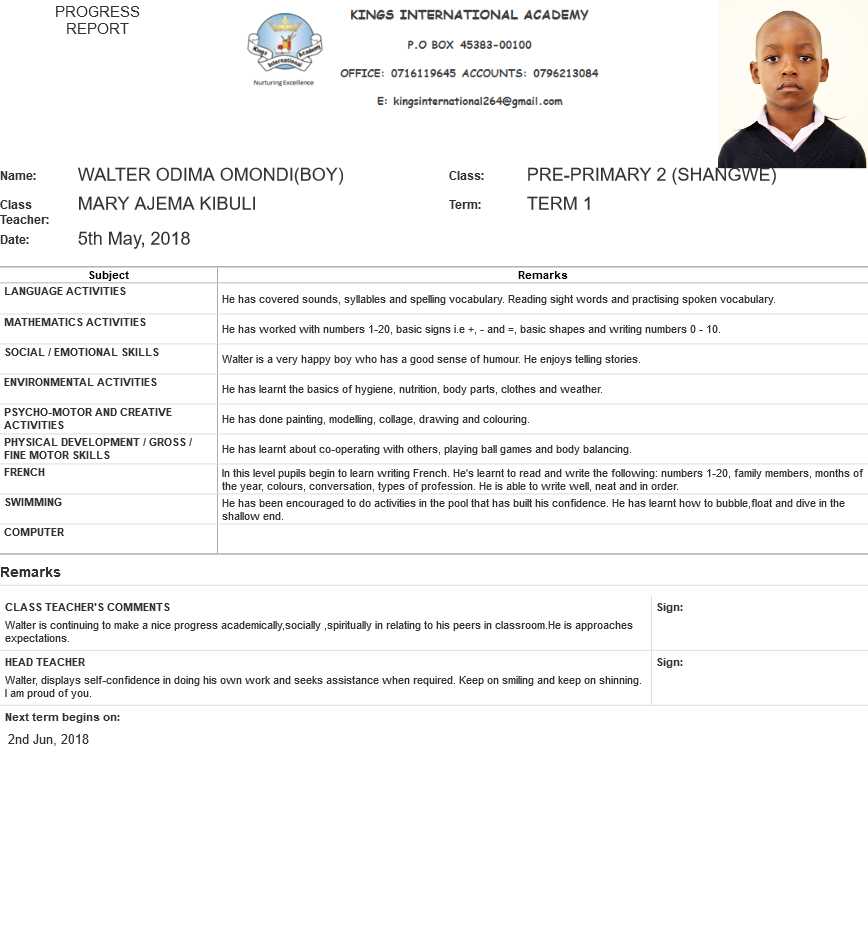 PROGRESS
REPORT
KINGS INTERNATIONAL ACADEMY
P.O BOX 45383-00100
OFFICE: 0716119645 ACCOUNTS: 0796213084
E: kingsinternational264@gmail.com
Kings Academy
International
Nurturing Excellence
Name: WALTER ODIMA OMONDI(BOY) Class: PRE-PRIMARY 2 (SHANGWE)
Class
Teacher: MARY AJEMA KIBULI Term: TERM 1
Date: 5th May, 2018
Subject Remarks
LANGUAGE ACTIVITIES
He has covered sounds, syllables and spelling vocabulary. Reading sight words and practising spoken vocabulary.
MATHEMATICS ACTIVITIES
He has worked with numbers 1-20, basic signs i.e +, - and =, basic shapes and writing numbers 0 - 10.
SOCIAL / EMOTIONAL SKILLS
Walter is a very happy boy who has a good sense of humour. He enjoys telling stories.
ENVIRONMENTAL ACTIVITIES
He has learnt the basics of hygiene, nutrition, body parts, clothes and weather.
PSYCHO-MOTOR AND CREATIVE
ACTIVITIES
He has done painting, modelling, collage, drawing and colouring.
PHYSICAL DEVELOPMENT / GROSS /
FINE MOTOR SKILLS
He has learnt about co-operating with others, playing ball games and body balancing.
FRENCH
In this level pupils begin to learn writing French. He's learnt to read and write the following: numbers 1-20, family members, months of
the year, colours, conversation, types of profession. He is able to write well, neat and in order.
SWIMMING
He has been encouraged to do activities in the pool that has built his confidence. He has learnt how to bubble,float and dive in the
shallow end.
COMPUTER
Remarks
CLASS TEACHER'S COMMENTS
Walter is continuing to make a nice progress academically,socially ,spiritually in relating to his peers in classroom.He is approaches
expectations.
Sign:
HEAD TEACHER
Walter, displays self-confidence in doing his own work and seeks assistance when required. Keep on smiling and keep on shinning.
I am proud of you.
Sign:
Next term begins on:
2nd Jun, 2018